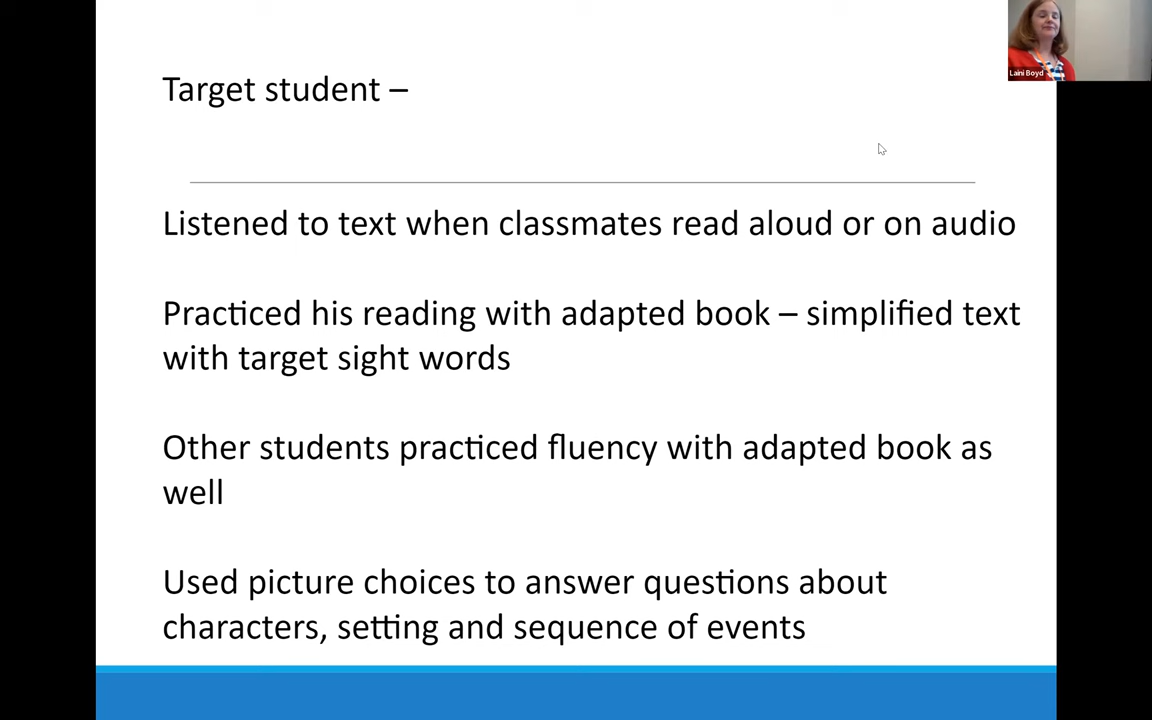 Laini Boyd
Target student –
Listened to text when classmates read aloud or on audio
Practiced his reading with adapted book – simplified text
with target sight words
Other students practiced fluency with adapted book as
well
Used picture choices to answer questions about
characters, setting and sequence of events